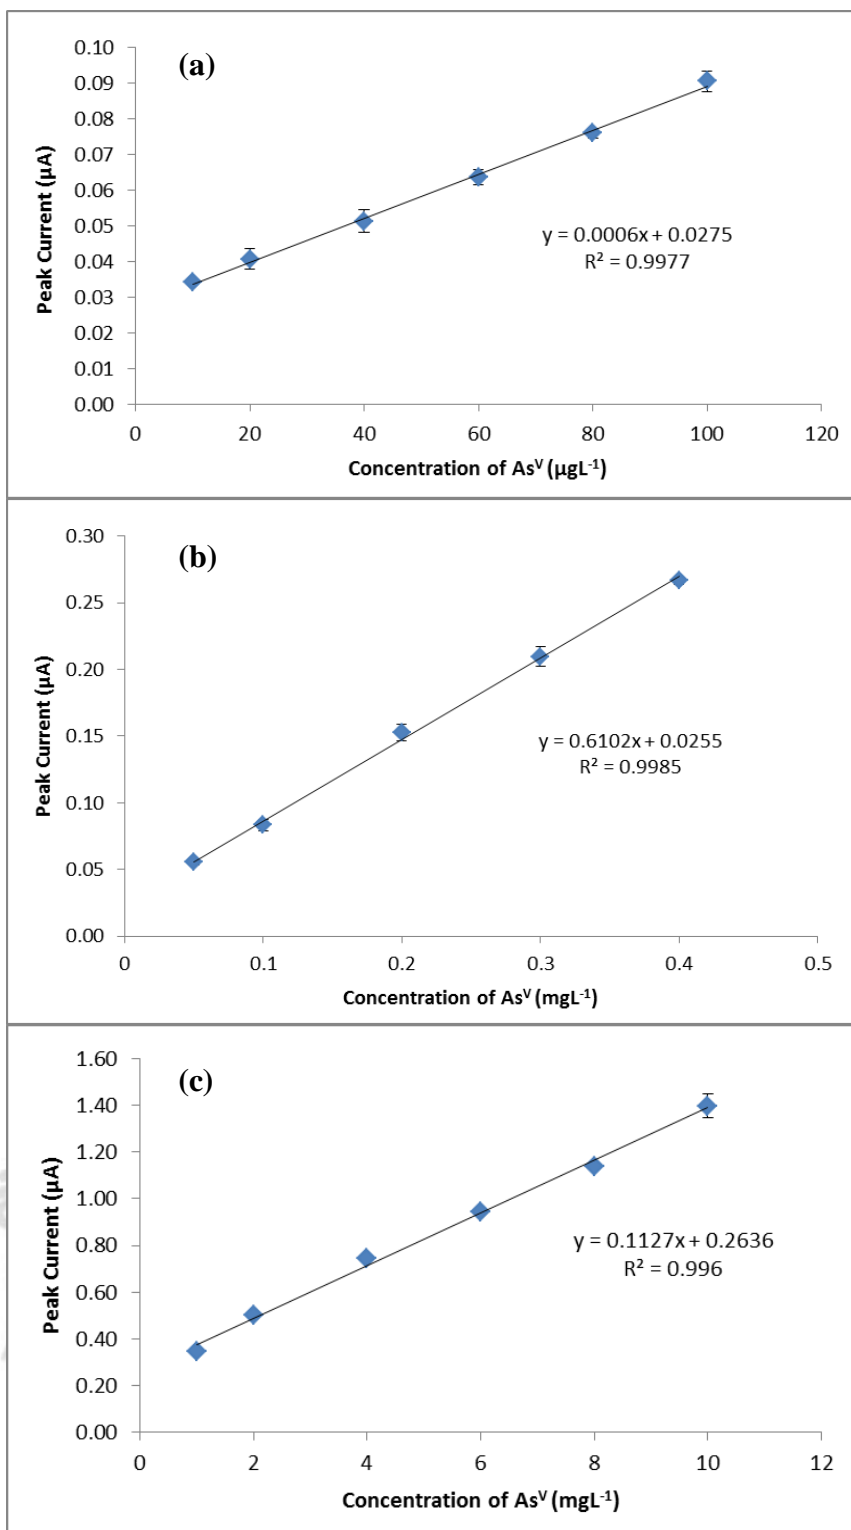 (a)
Peak Current (µA)
0.10
0.09
0.08
0.07
0.06
0.05
0.04
0.03
0.02
0.01
0.00
y = 0.0006x + 0.0275
R² = 0.9977
0 20 40 60 80 100 120
Concentration of Asⱽ (µgL⁻¹)
(b)
Peak Current (µA)
0.30
0.25
0.20
0.15
0.10
0.05
0.00
y = 0.6102x + 0.0255
R² = 0.9985
0 0.1 0.2 0.3 0.4 0.5
Concentration of Asⱽ (mgL⁻¹)
(c)
Peak Current (µA)
1.60
1.40
1.20
1.00
0.80
0.60
0.40
0.20
0.00
y = 0.1127x + 0.2636
R² = 0.996
0 2 4 6 8 10 12
Concentration of Asⱽ (mgL⁻¹)